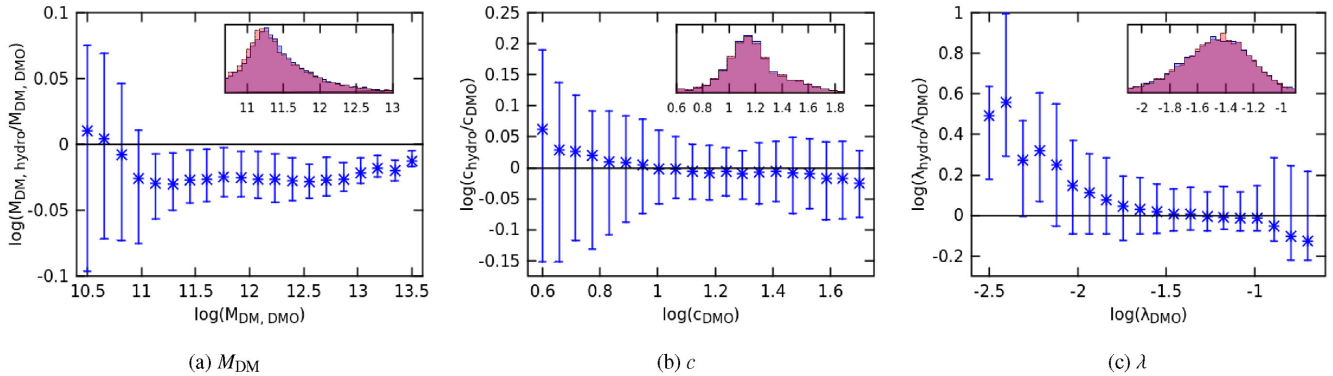 0.1
0.05
0
-0.05
-0.1
log(M_DM, hydro/M_DM, DMO)
11 11.5 12 12.5 13
10.5 11 11.5 12 12.5 13 13.5
log(M_DM, DMO)
(a) M_DM
0.25
0.2
0.15
0.1
0.05
0
-0.05
-0.1
-0.15
log(c_hydro/c_DMO)
0.6 0.8 1 1.2 1.4 1.6 1.8
0.6 0.8 1.0 1.2 1.4 1.6
log(c_DMO)
(b) c
1
0.8
0.6
0.4
0.2
0
-0.2
log(λ_hydro/λ_DMO)
-2 -1.8 -1.6 -1.4 -1.2 -1
-2.5 -2 -1.5 -1
log(λ_DMO)
(c) λ